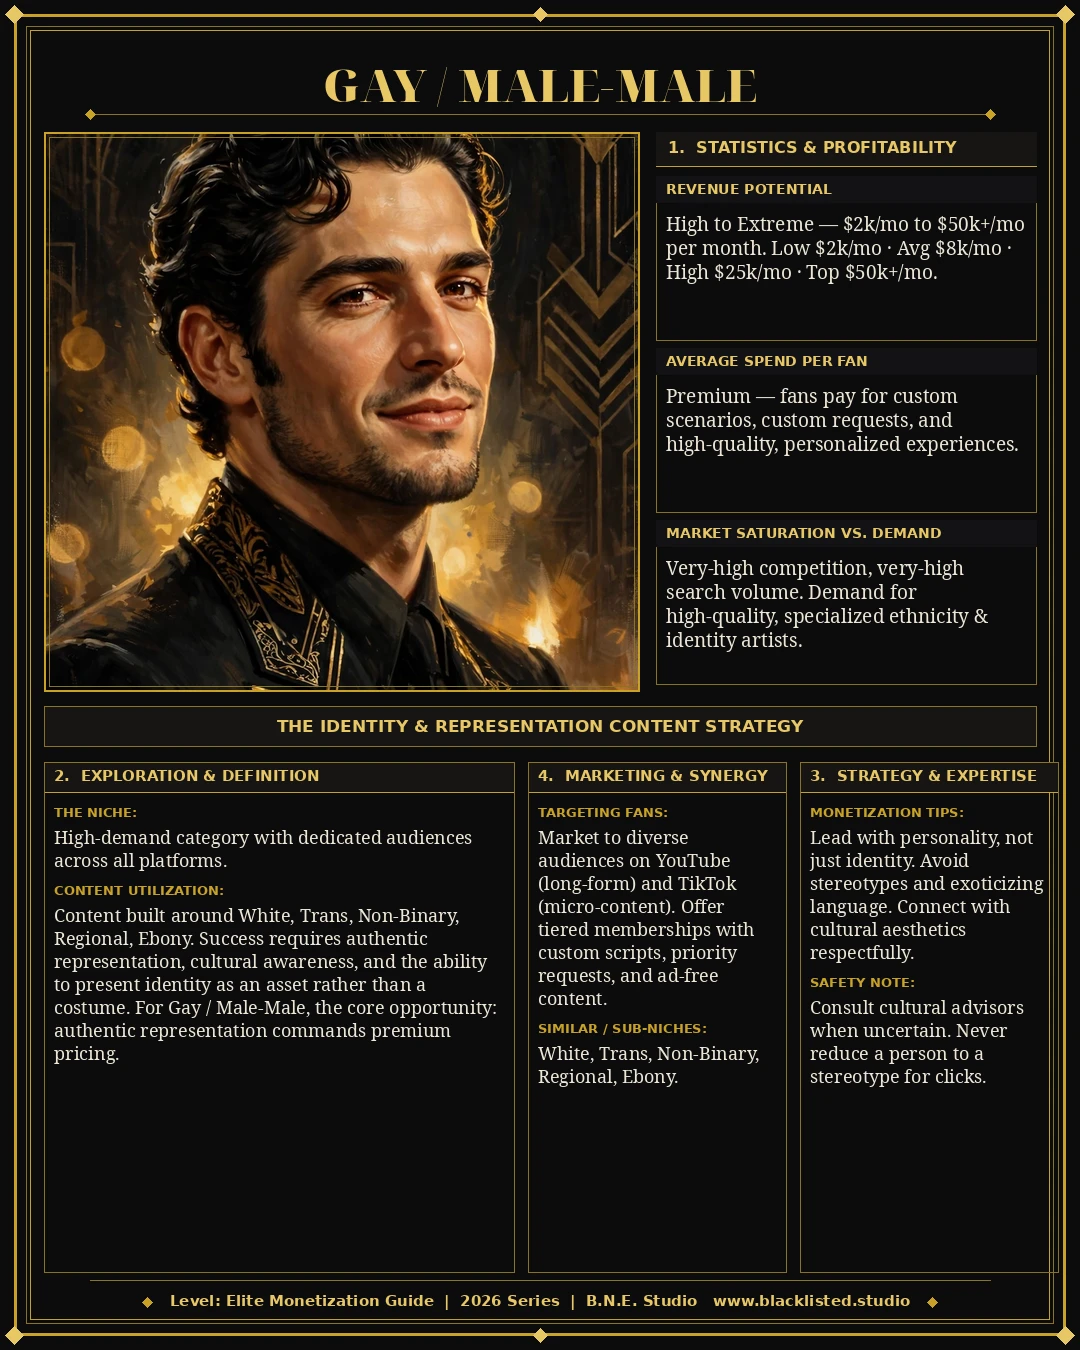 GAY / MALE-MALE
1. STATISTICS & PROFITABILITY
REVENUE POTENTIAL
High to Extreme — $2k/mo to $50k+/mo
per month. Low $2k/mo · Avg $8k/mo ·
High $25k/mo · Top $50k+/mo.
AVERAGE SPEND PER FAN
Premium — fans pay for custom
scenarios, custom requests, and
high-quality, personalized experiences.
MARKET SATURATION VS. DEMAND
Very-high competition, very-high
search volume. Demand for
high-quality, specialized ethnicity &
identity artists.
THE IDENTITY & REPRESENTATION CONTENT STRATEGY
2. EXPLORATION & DEFINITION
THE NICHE:
High-demand category with dedicated audiences
across all platforms.
CONTENT UTILIZATION:
Content built around White, Trans, Non-Binary,
Regional, Ebony. Success requires authentic
representation, cultural awareness, and the ability
to present identity as an asset rather than a
costume. For Gay / Male-Male, the core opportunity:
authentic representation commands premium
pricing.
4. MARKETING & SYNERGY
TARGETING FANS:
Market to diverse
audiences on YouTube
(long-form) and TikTok
(micro-content). Offer
tiered memberships with
custom scripts, priority
requests, and ad-free
content.
SIMILAR / SUB-NICHES:
White, Trans, Non-Binary,
Regional, Ebony.
3. STRATEGY & EXPERTISE
MONETIZATION TIPS:
Lead with personality, not
just identity. Avoid
stereotypes and exoticizing
language. Connect with
cultural aesthetics
respectfully.
SAFETY NOTE:
Consult cultural advisors
when uncertain. Never
reduce a person to a
stereotype for clicks.
Level: Elite Monetization Guide | 2026 Series | B.N.E. Studio www.blacklisted.studio